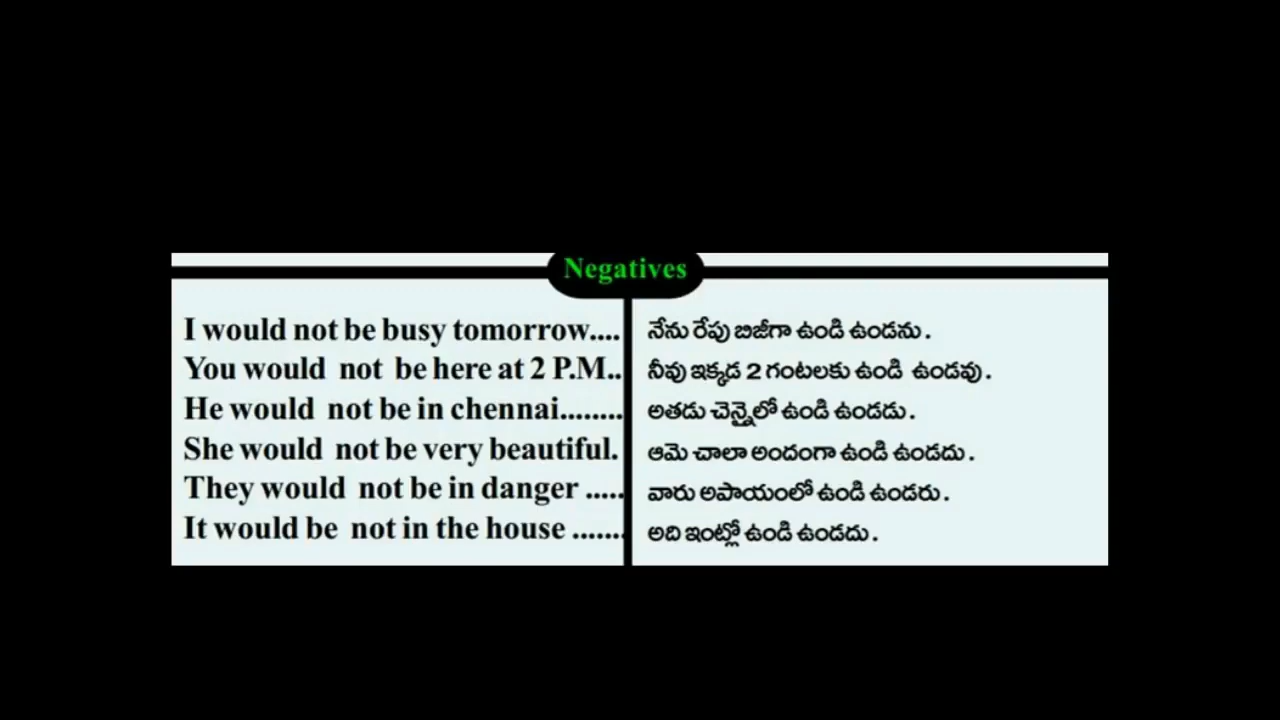 Negatives
I would not be busy tomorrow.... నేను రేపు బిజీగా ఉండి ఉండను.
You would not be here at 2 P.M.. నీవు ఇక్కడ 2 గంటలకు ఉండి ఉండవు.
He would not be in chennai........ అతడు చెన్నైలో ఉండి ఉండడు.
She would not be very beautiful. ఆమె చాలా అందంగా ఉండి ఉండదు.
They would not be in danger ..... వారు అపాయంలో ఉండి ఉండరు.
It would be not in the house ....... అది ఇంట్లో ఉండి ఉండదు.